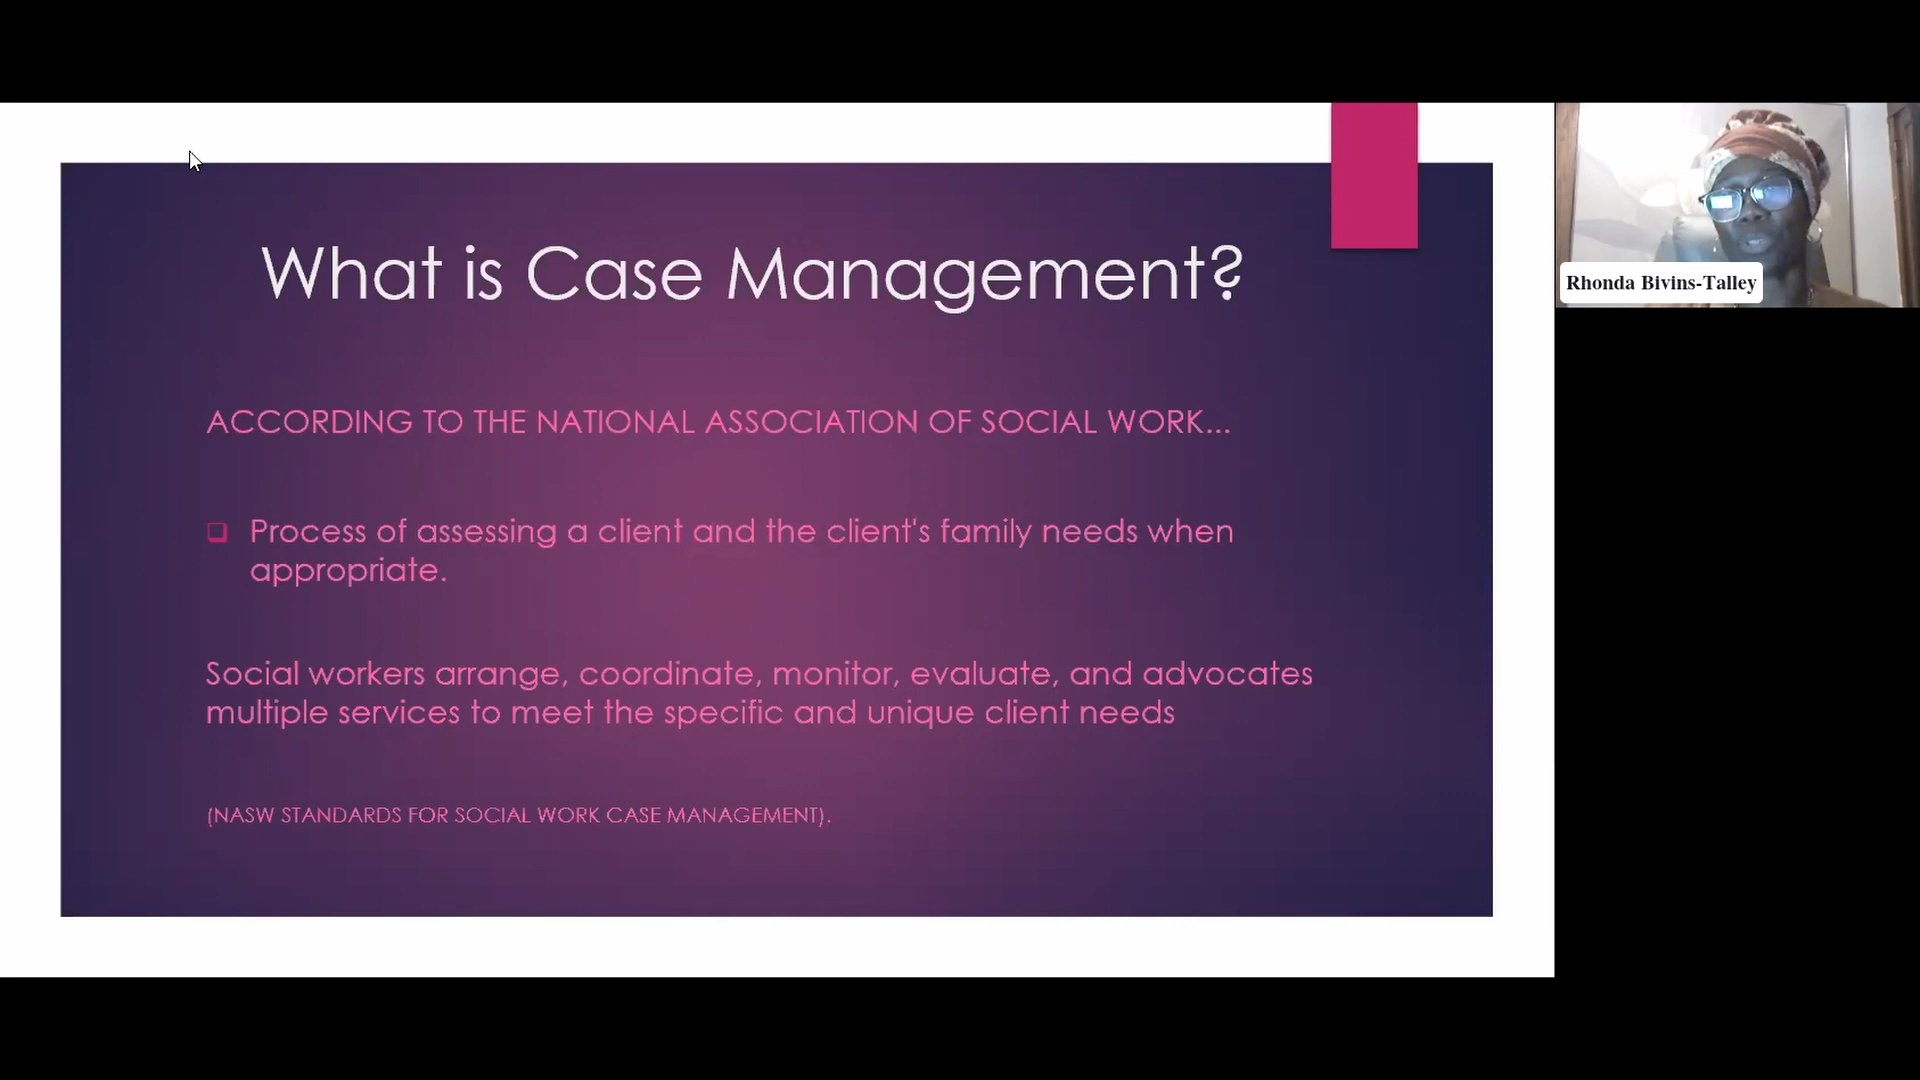 What is Case Management?
ACCORDING TO THE NATIONAL ASSOCIATION OF SOCIAL WORK...
Process of assessing a client and the client's family needs when
appropriate.
Social workers arrange, coordinate, monitor, evaluate, and advocates
multiple services to meet the specific and unique client needs
(NASW STANDARDS FOR SOCIAL WORK CASE MANAGEMENT).
Rhonda Bivins-Talley